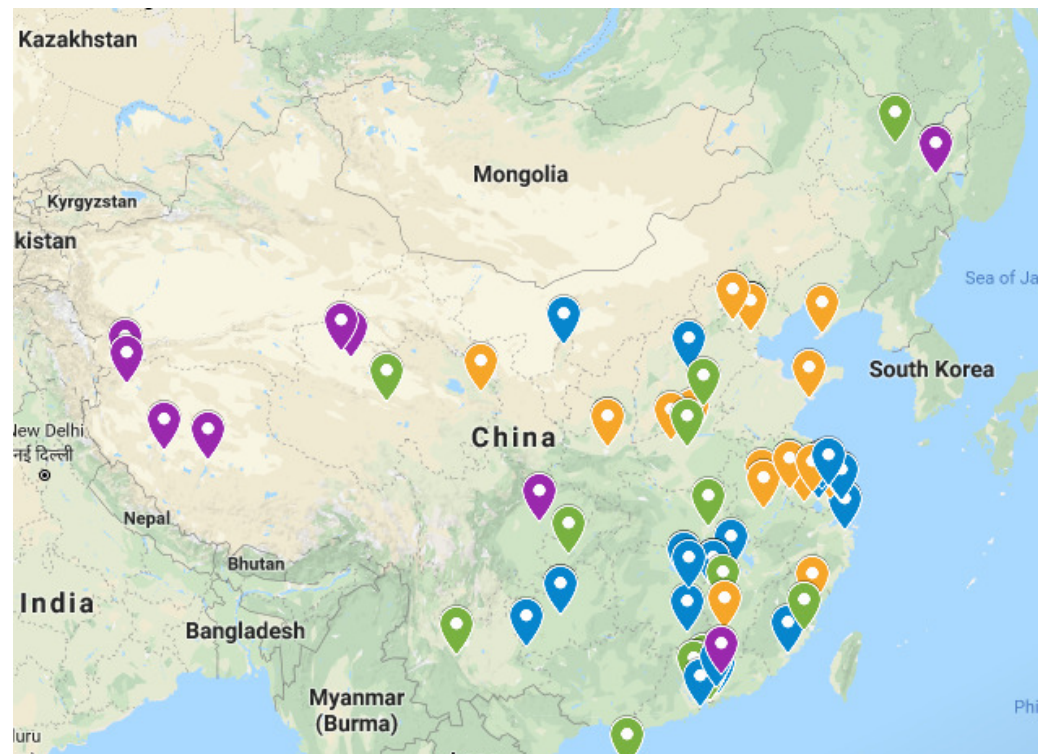 Kazakhstan
Mongolia
Kyrgyzstan
kistan
Sea of Ja
South Korea
New Delhi
नई दिल्ली
China
Nepal
Bhutan
India
Bangladesh
Myanmar
(Burma)
Phi
luru